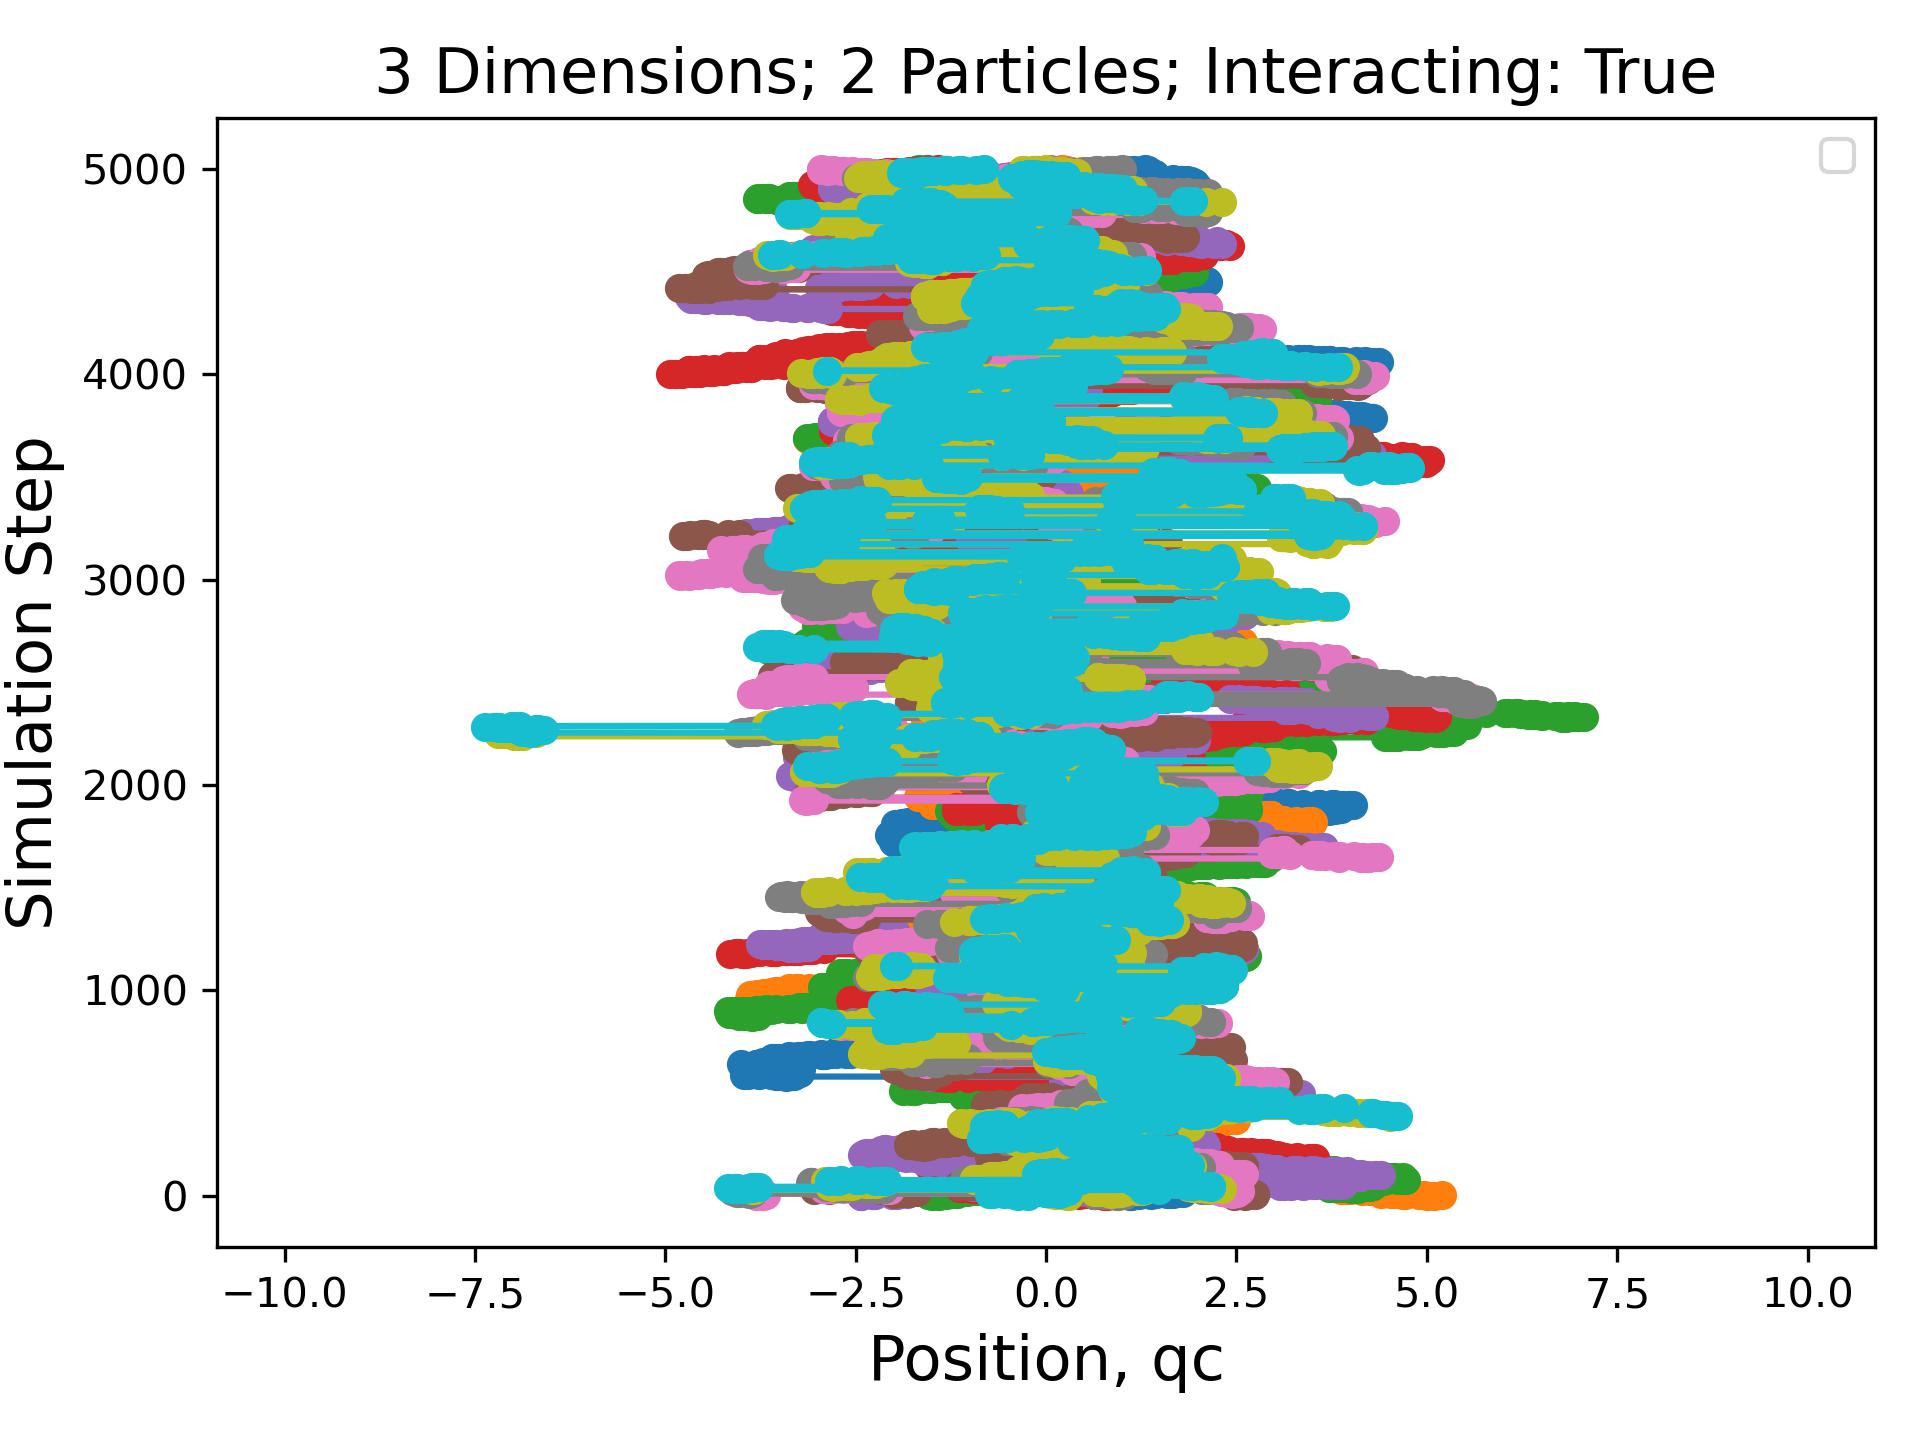 3 Dimensions; 2 Particles; Interacting: True
5000
4000
3000
2000
1000
0
Simulation Step
−10.0 −7.5 −5.0 −2.5 0.0 2.5 5.0 7.5 10.0
Position, qc